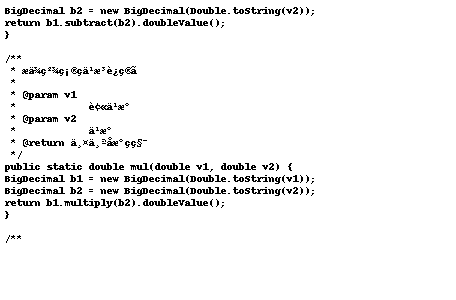 BigDecimal b2 = new BigDecimal(Double.toString(v2));
return b1.subtract(b2).doubleValue();
}
/**
* æä¾ç²¾ç¡®çä¹æ³è¿ç®ã
*
* @param v1
* è¢«ä¹æ°
* @param v2
* ä¹æ°
* @return ä¸¤ä¸ªåæ°çç§¯
*/
public static double mul(double v1, double v2) {
BigDecimal b1 = new BigDecimal(Double.toString(v1));
BigDecimal b2 = new BigDecimal(Double.toString(v2));
return b1.multiply(b2).doubleValue();
}
/**